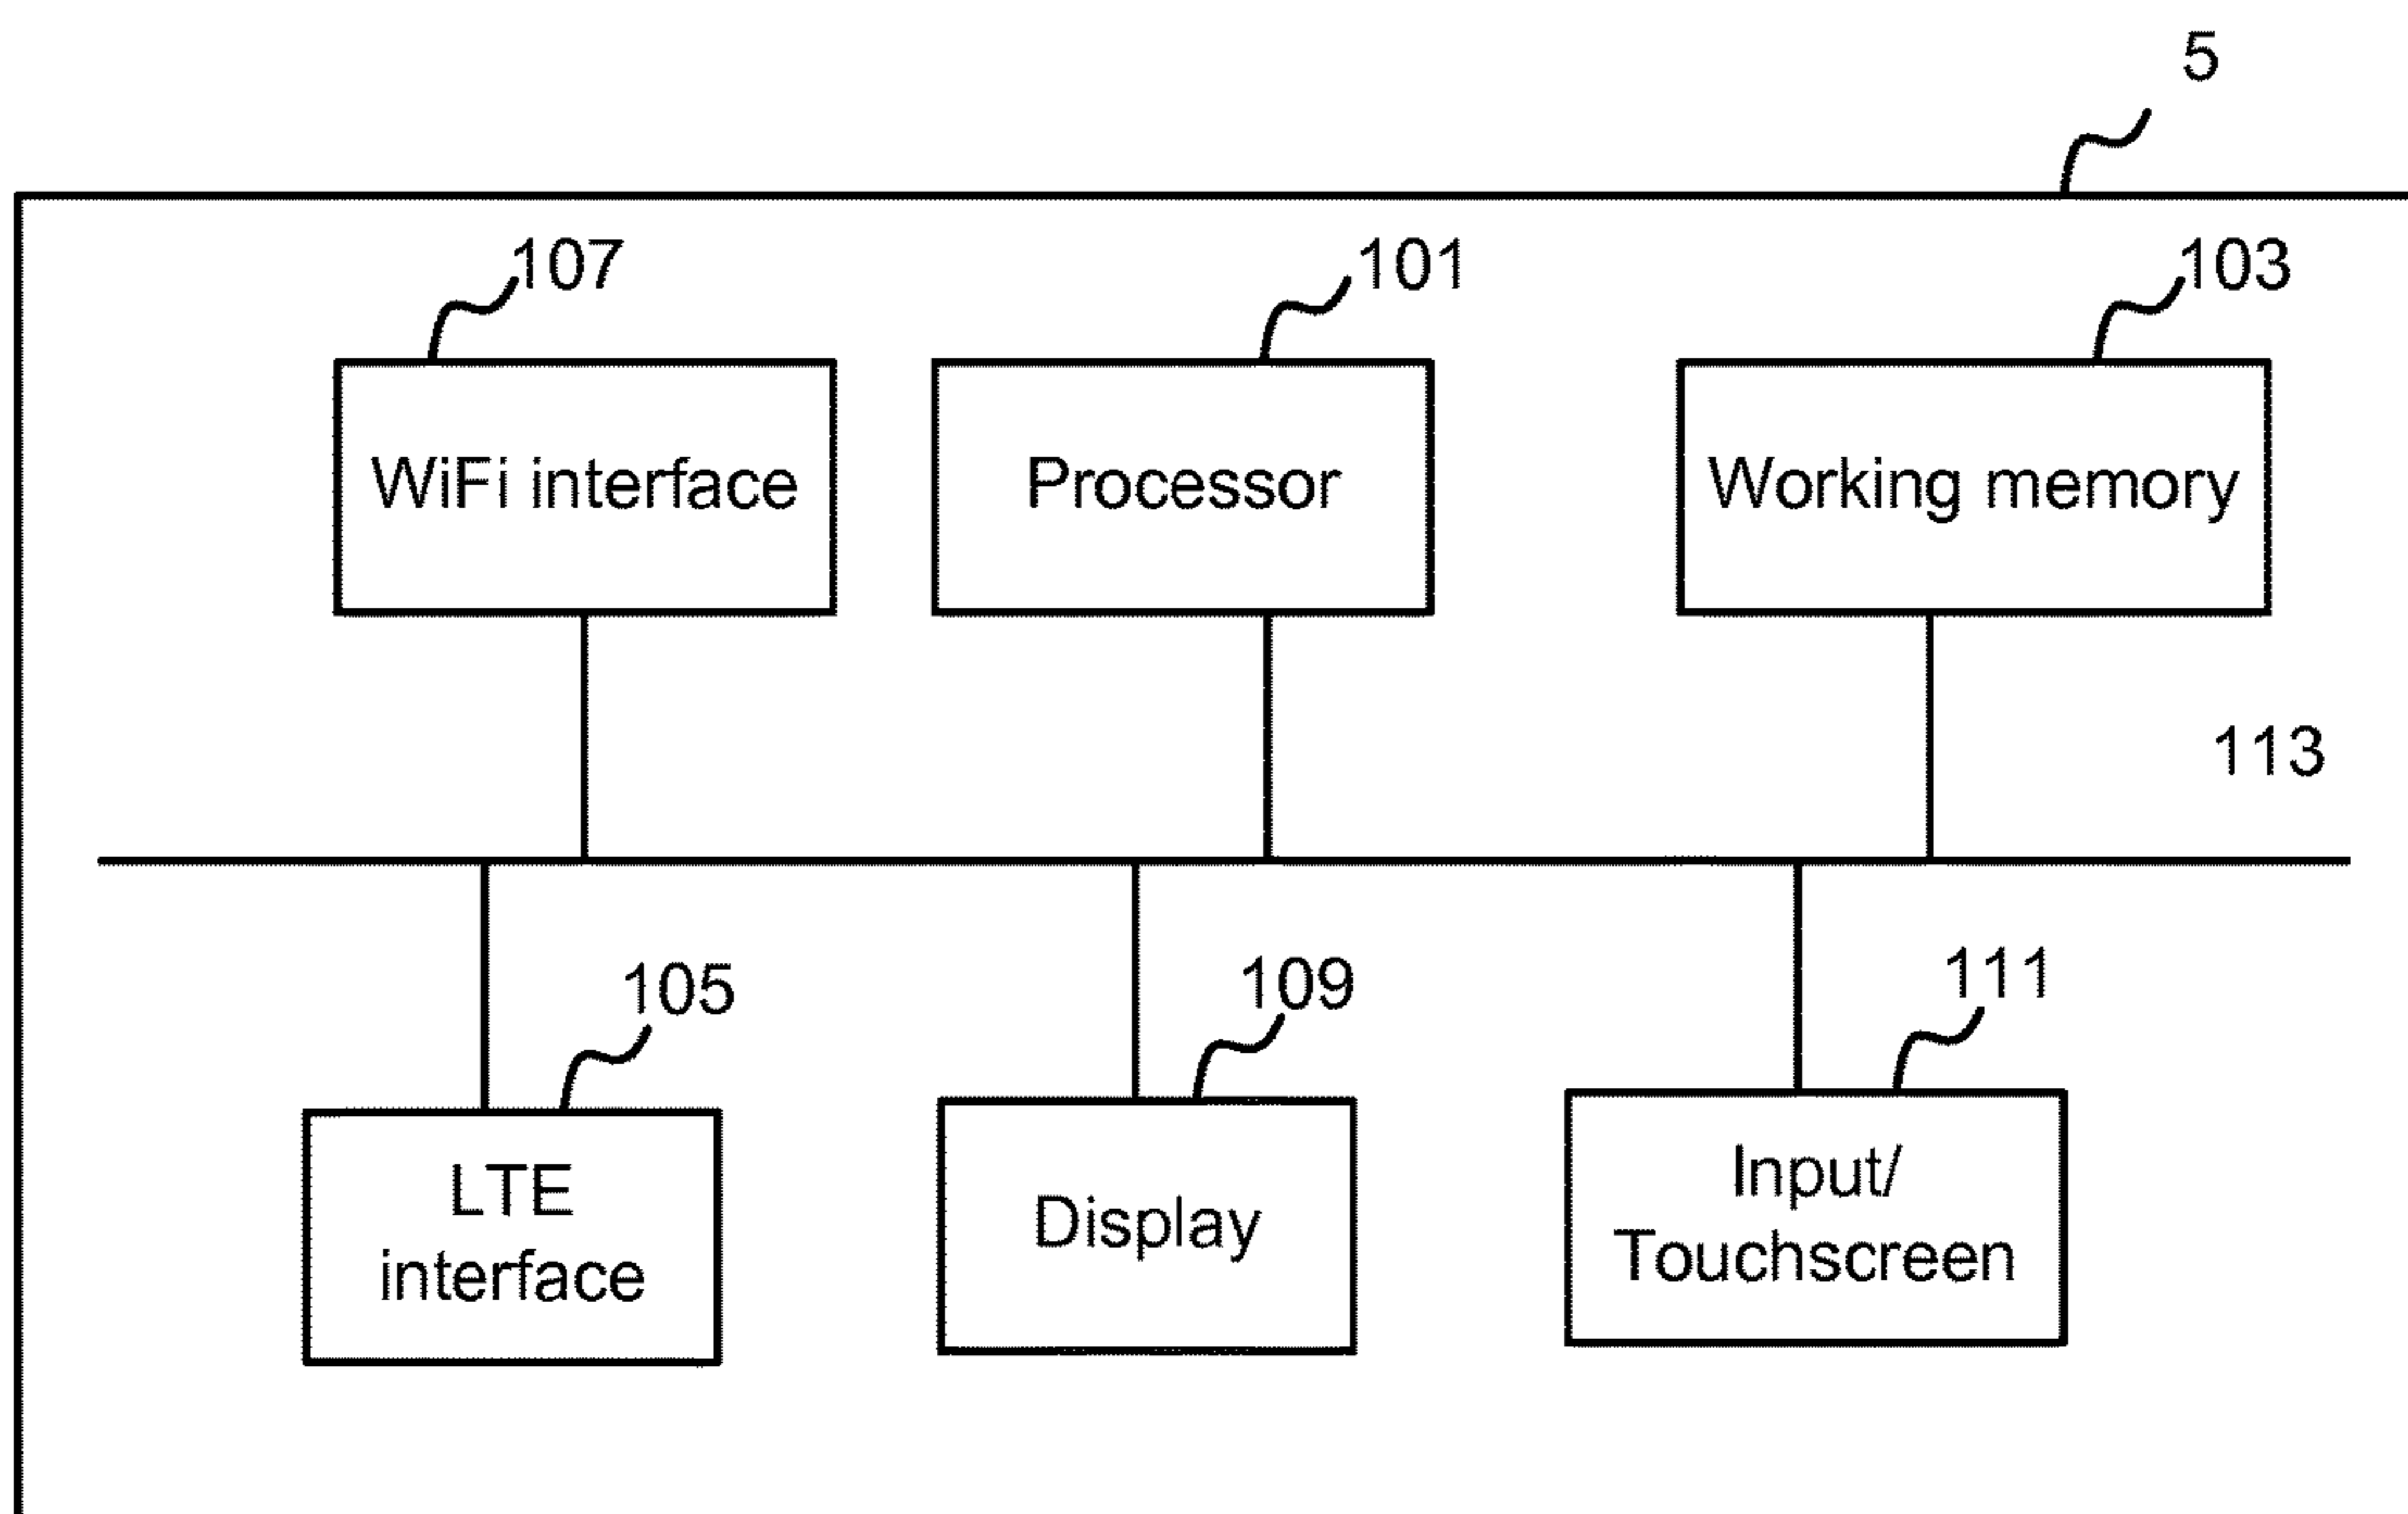 5
107
101
103
WiFi interface
Processor
Working memory
113
105
109
111
LTE
interface
Display
Input/
Touchscreen